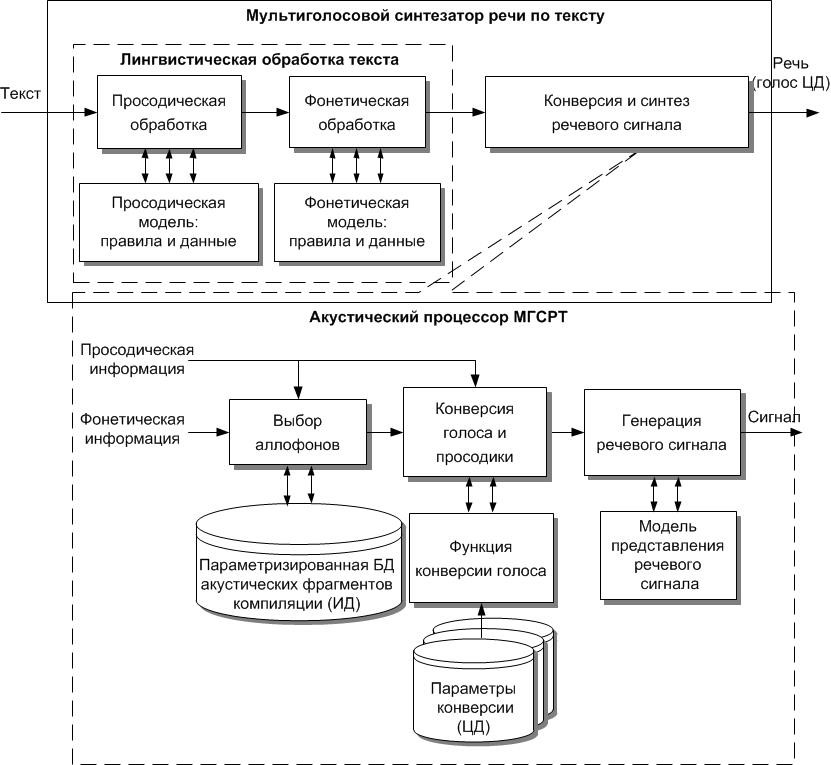 Мультиголосовой синтезатор речи по тексту
Лингвистическая обработка текста
Текст
Просодическая
обработка
Фонетическая
обработка
Конверсия и синтез
речевого сигнала
Речь
(голос ЦД)
Просодическая
модель:
правила и данные
Фонетическая
модель:
правила и данные
Акустический процессор МГСРТ
Просодическая
информация
Фонетическая
информация
Выбор
аллофонов
Конверсия
голоса и
просодики
Генерация
речевого сигнала
Сигнал
Параметризированная БД
акустических фрагментов
компиляции (ИД)
Функция
конверсии голоса
Модель
представления
речевого
сигнала
Параметры
конверсии
(ЦД)